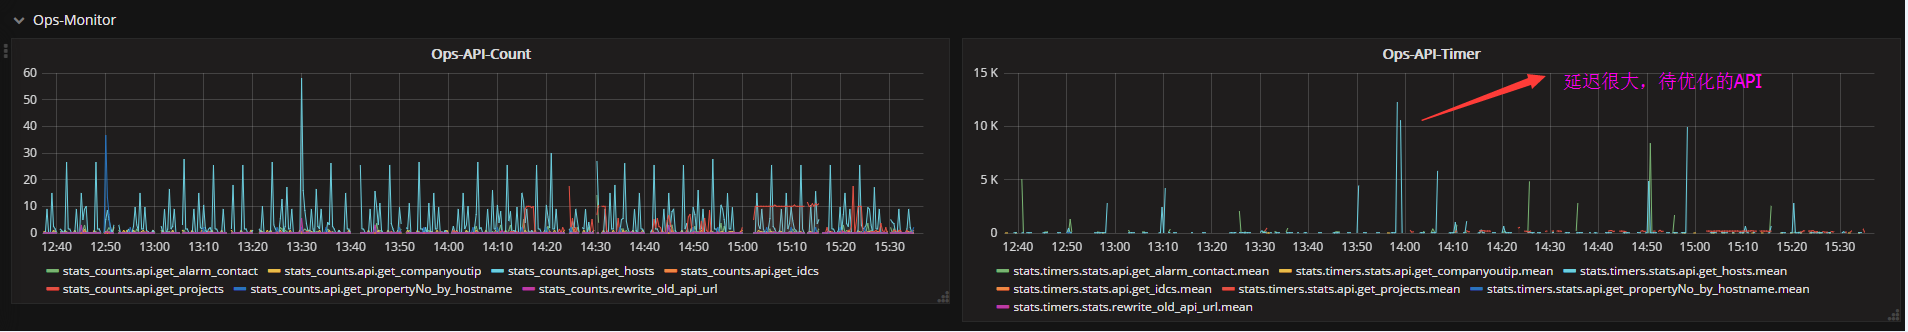 Ops-Monitor
Ops-API-Count
60
50
40
30
20
10
0
12:40 12:50 13:00 13:10 13:20 13:30 13:40 13:50 14:00 14:10 14:20 14:30 14:40 14:50 15:00 15:10 15:20 15:30
stats_counts.api.get_alarm_contact stats_counts.api.get_companyoutip stats_counts.api.get_hosts stats_counts.api.get_idcs
stats_counts.api.get_projects stats_counts.api.get_propertyNo_by_hostname stats_counts.rewrite_old_api_url
Ops-API-Timer
延迟很大，待优化的API
15 K
10 K
5 K
0
12:40 12:50 13:00 13:10 13:20 13:30 13:40 13:50 14:00 14:10 14:20 14:30 14:40 14:50 15:00 15:10 15:20 15:30
stats.timers.stats.api.get_alarm_contact.mean stats.timers.stats.api.get_companyoutip.mean stats.timers.stats.api.get_hosts.mean
stats.timers.stats.api.get_idcs.mean stats.timers.stats.api.get_projects.mean stats.timers.stats.api.get_propertyNo_by_hostname.mean
stats.timers.stats.rewrite_old_api_url.mean